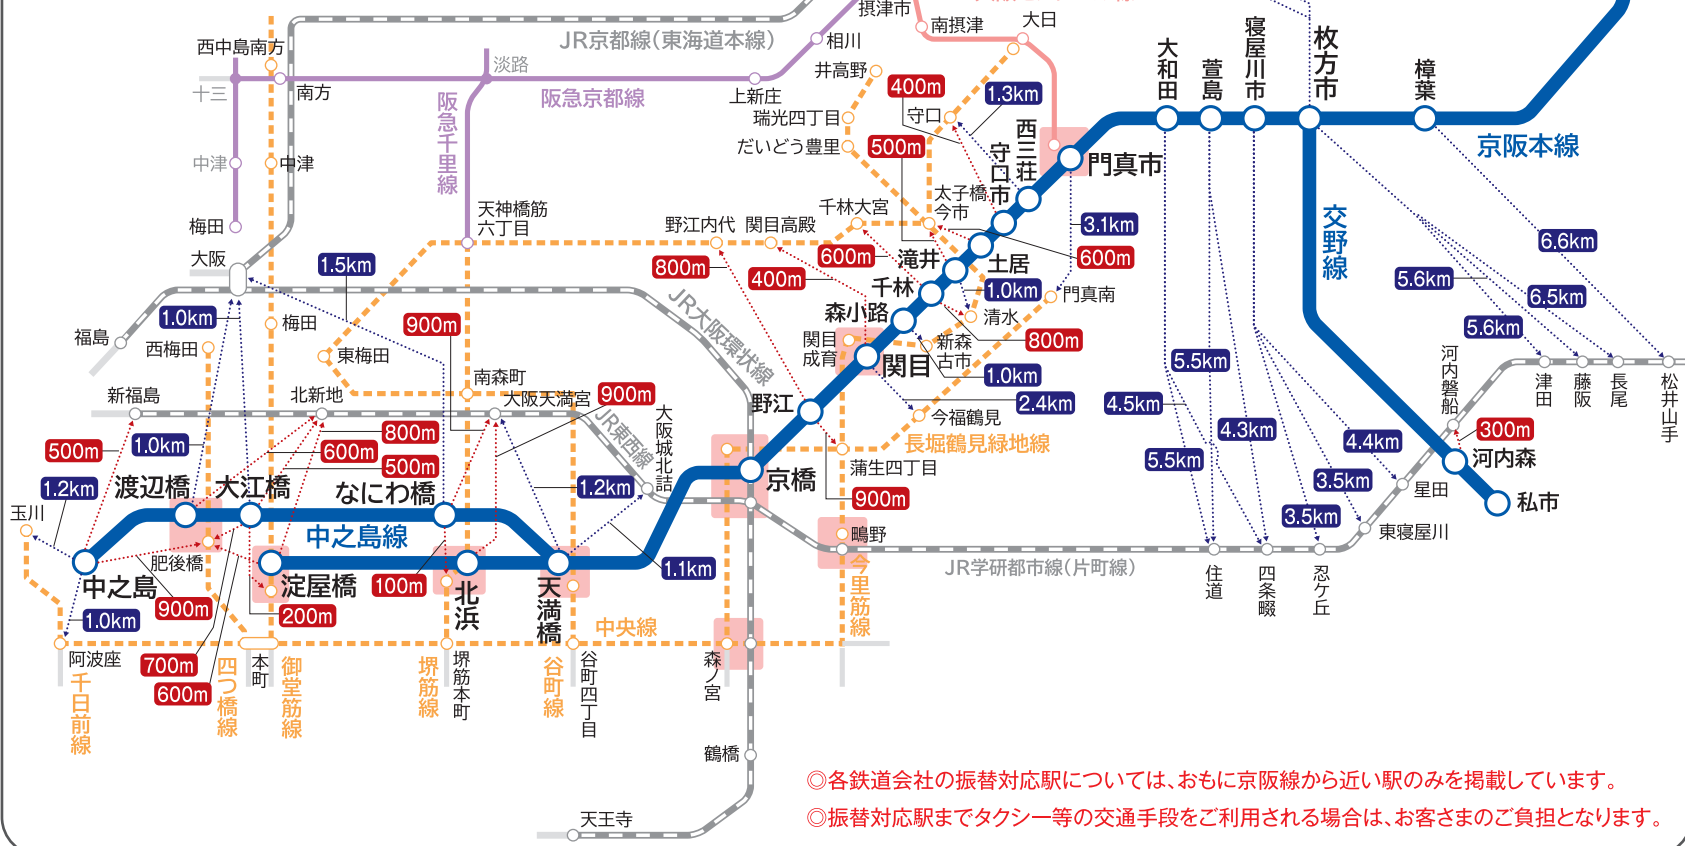 摂津市
南摂津
大日
西中島南方
JR京都線(東海道本線)
相川
井高野
淡路
十三
南方
阪急京都線
上新庄
阪急千里線
瑞光四丁目
だいどう豊里
400m
1.3km
守口
500m
西三荘
守口市
門真市
大和田
萱島
寝屋川市
枚方市
樟葉
京阪本線
中津
中津
梅田
大阪
天神橋筋
六丁目
野江内代
関目高殿
千林大宮
太子橋
今市
3.1km
交野線
6.6km
1.5km
800m
400m
600m
滝井
土居
600m
5.6km
6.5km
千林
1.0km
門真南
1.0km
梅田
900m
JR大阪環状線
森小路
清水
5.6km
福島
西梅田
東梅田
関目
成育
関目
新森
古市
800m
5.5km
河内磐船
津田
藤阪
長尾
松井山手
1.0km
新福島
北新地
南森町
大阪天満宮
900m
野江
2.4km
今福鶴見
4.5km
4.3km
4.4km
300m
JR東西線
大阪城北詰
長堀鶴見緑地線
500m
1.0km
800m
600m
500m
蒲生四丁目
5.5km
河内森
1.2km
渡辺橋
大江橋
なにわ橋
1.2km
京橋
900m
3.5km
星田
私市
玉川
中之島線
3.5km
東寝屋川
鴫野
中之島
肥後橋
淀屋橋
100m
北浜
天満橋
1.1km
今里筋線
JR学研都市線(片町線)
住道
四条畷
忍ケ丘
1.0km
900m
200m
中央線
阿波座
700m
600m
本町
堺筋本町
谷町四丁目
森ノ宮
千日前線
四つ橋線
御堂筋線
堺筋線
谷町線
鶴橋
天王寺
◎各鉄道会社の振替対応駅については、おもに京阪線から近い駅のみを掲載しています。
◎振替対応駅までタクシー等の交通手段をご利用される場合は、お客さまのご負担となります。